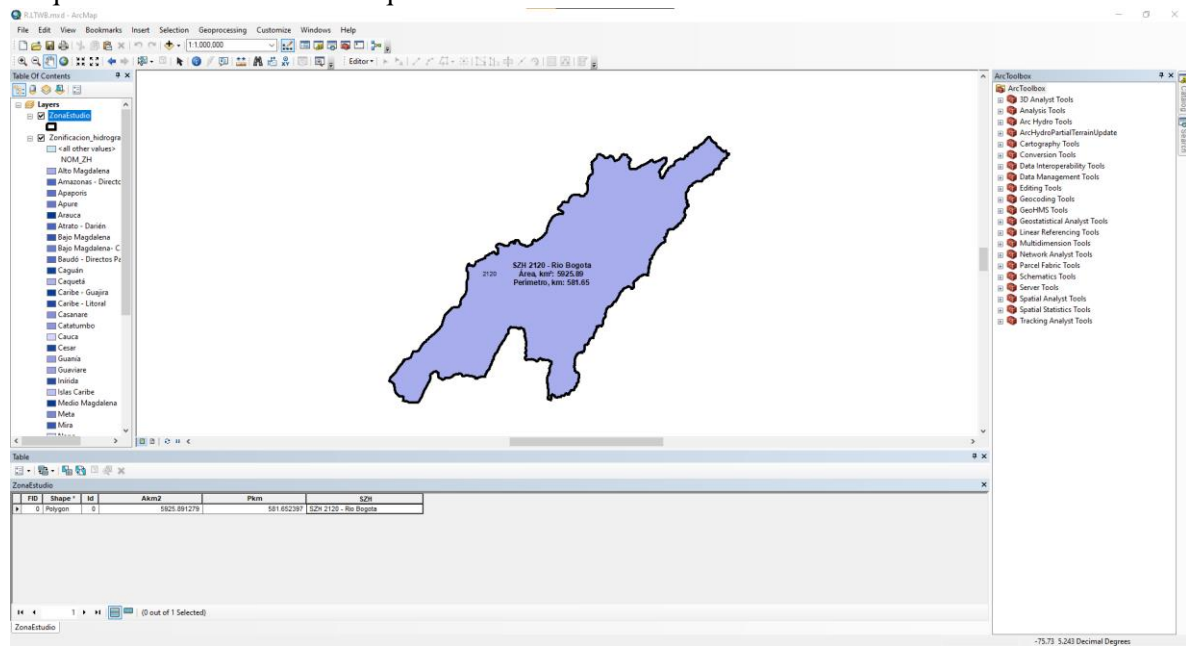 R.LTWB.mxd - ArcMap
File Edit View Bookmarks Insert Selection Geoprocessing Customize Windows Help
1:1,000,000
Editor
Table Of Contents
Layers
ZonaEstudio
Zonificacion_hidrogra
<all other values>
NOM_ZH
Alto Magdalena
Amazonas - Directo
Apaporis
Apure
Arauca
Atrato - Darién
Bajo Magdalena
Bajo Magdalena- C
Baudó - Directos Pa
Caguán
Caquetá
Caribe - Guajira
Caribe - Litoral
Casanare
Catatumbo
Cauca
Cesar
Guania
Guaviare
Inírida
Islas Caribe
Medio Magdalena
Meta
Mira
2120
SZH 2120 - Rio Bogota
Área, km²: 5925.89
Perimetro, km: 581.65
ArcToolbox
ArcToolbox
3D Analyst Tools
Analysis Tools
Arc Hydro Tools
ArcHydroPartialTerrainUpdate
Cartography Tools
Conversion Tools
Data Interoperability Tools
Data Management Tools
Editing Tools
Geocoding Tools
GeoHMS Tools
Geostatistical Analyst Tools
Linear Referencing Tools
Multidimension Tools
Network Analyst Tools
Parcel Fabric Tools
Schematics Tools
Server Tools
Spatial Analyst Tools
Spatial Statistics Tools
Tracking Analyst Tools
Catalog
Search
Table
ZonaEstudio
FID Shape * Id Akm2 Pkm SZH
0 Polygon 0 5925.891279 581.652397 SZH 2120 - Rio Bogota
1 (0 out of 1 Selected)
ZonaEstudio
-75.73 5.243 Decimal Degrees